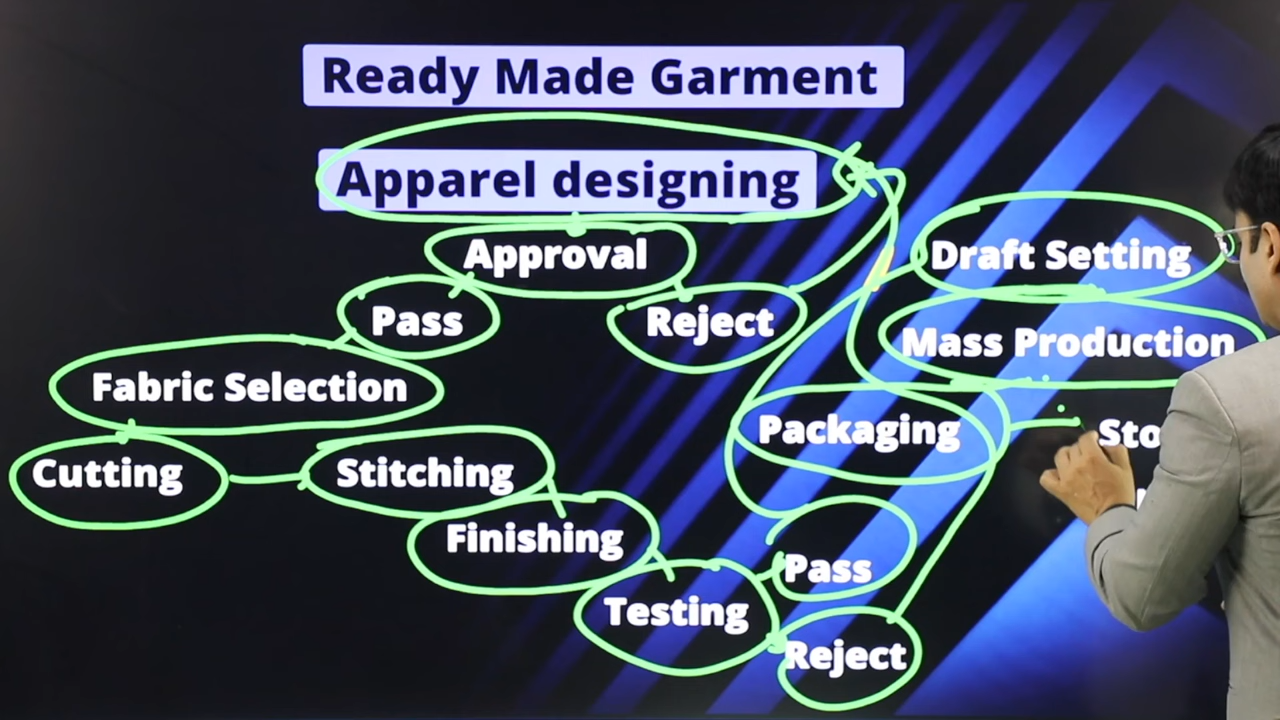 Ready Made Garment
Apparel designing
Approval
Pass
Reject
Fabric Selection
Cutting
Stitching
Finishing
Testing
Pass
Reject
Draft Setting
Mass Production
Packaging